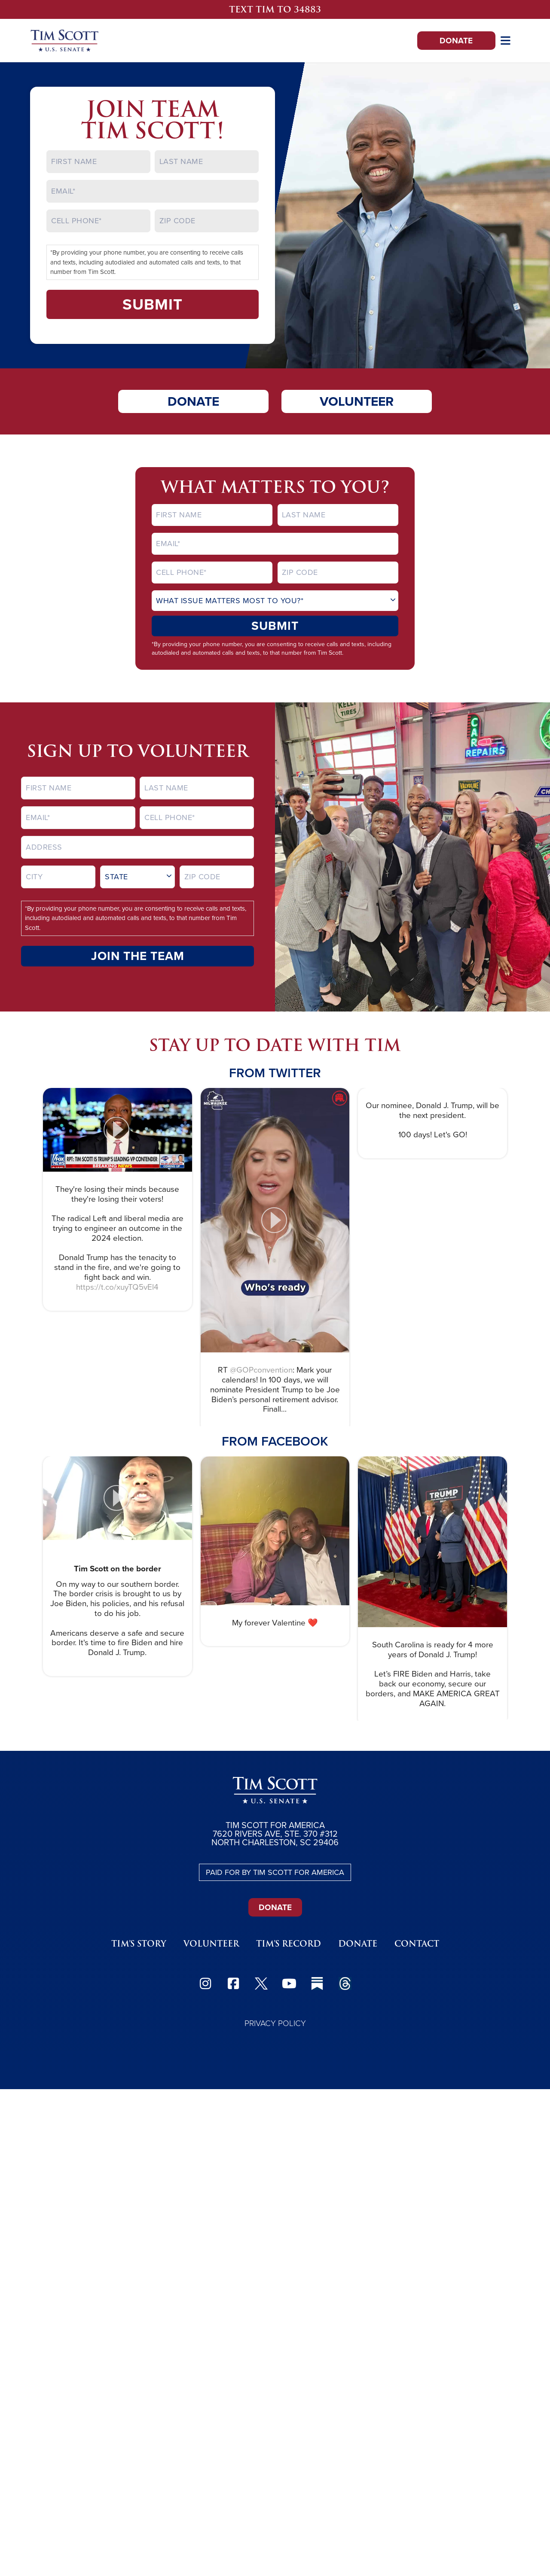 TEXT TIM TO 34883
TIM SCOTT
U.S. SENATE
DONATE
JOIN TEAM
TIM SCOTT!
FIRST NAME
LAST NAME
EMAIL*
CELL PHONE*
ZIP CODE
*By providing your phone number, you are consenting to receive calls
and texts, including autodialed and automated calls and texts, to that
number from Tim Scott.
SUBMIT
DONATE
VOLUNTEER
WHAT MATTERS TO YOU?
FIRST NAME
LAST NAME
EMAIL*
CELL PHONE*
ZIP CODE
WHAT ISSUE MATTERS MOST TO YOU?*
SUBMIT
*By providing your phone number, you are consenting to receive calls and texts, including
autodialed and automated calls and texts, to that number from Tim Scott.
SIGN UP TO VOLUNTEER
FIRST NAME
LAST NAME
EMAIL*
CELL PHONE*
ADDRESS
CITY
STATE
ZIP CODE
*By providing your phone number, you are consenting to receive calls and texts,
including autodialed and automated calls and texts, to that number from Tim
Scott.
JOIN THE TEAM
TIRES
CAR
REPAIRS
STAY UP TO DATE WITH TIM
FROM TWITTER
RPT: TIM SCOTT IS TRUMP'S LEADING VP CONTENDER
BREAKING NEWS
They're losing their minds because
they're losing their voters!
The radical Left and liberal media are
trying to engineer an outcome in the
2024 election.
Donald Trump has the tenacity to
stand in the fire, and we're going to
fight back and win.
https://t.co/xuyTQ5vEl4
MILWAUKEE
Who's ready
RT @GOPconvention: Mark your
calendars! In 100 days, we will
nominate President Trump to be Joe
Biden's personal retirement advisor.
Finall...
Our nominee, Donald J. Trump, will be
the next president.
100 days! Let's GO!
FROM FACEBOOK
Tim Scott on the border
On my way to our southern border.
The border crisis is brought to us by
Joe Biden, his policies, and his refusal
to do his job.
Americans deserve a safe and secure
border. It's time to fire Biden and hire
Donald J. Trump.
My forever Valentine ❤️
TRUMP
South Carolina is ready for 4 more
years of Donald J. Trump!
Let's FIRE Biden and Harris, take
back our economy, secure our
borders, and MAKE AMERICA GREAT
AGAIN.
TIM SCOTT
U.S. SENATE
TIM SCOTT FOR AMERICA
7620 RIVERS AVE, STE. 370 #312
NORTH CHARLESTON, SC 29406
PAID FOR BY TIM SCOTT FOR AMERICA
DONATE
TIM'S STORY
VOLUNTEER
TIM'S RECORD
DONATE
CONTACT
PRIVACY POLICY